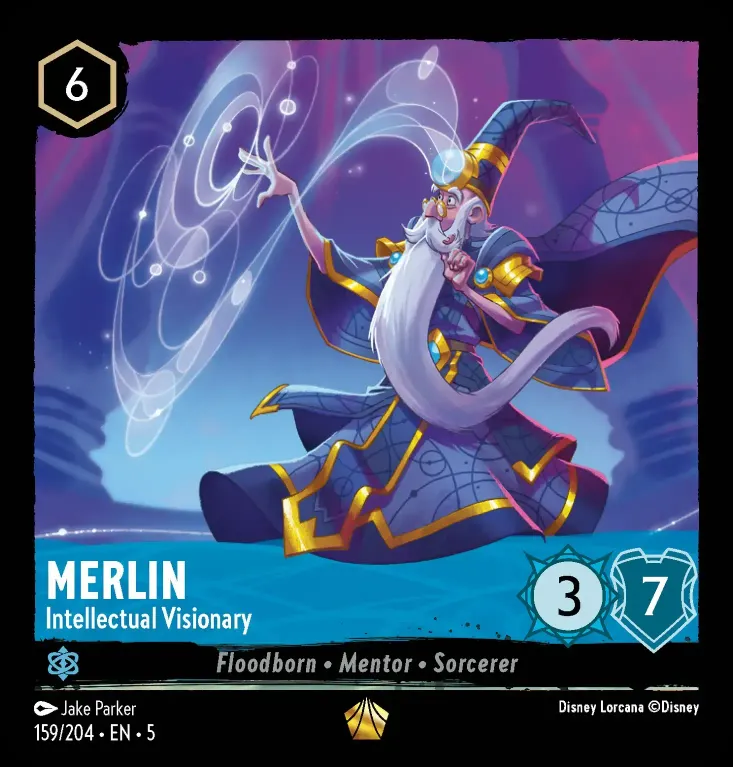 6
MERLIN
Intellectual Visionary
3
7
Floodborn • Mentor • Sorcerer
Jake Parker
Disney Lorcana ©Disney
159/204 • EN • 5